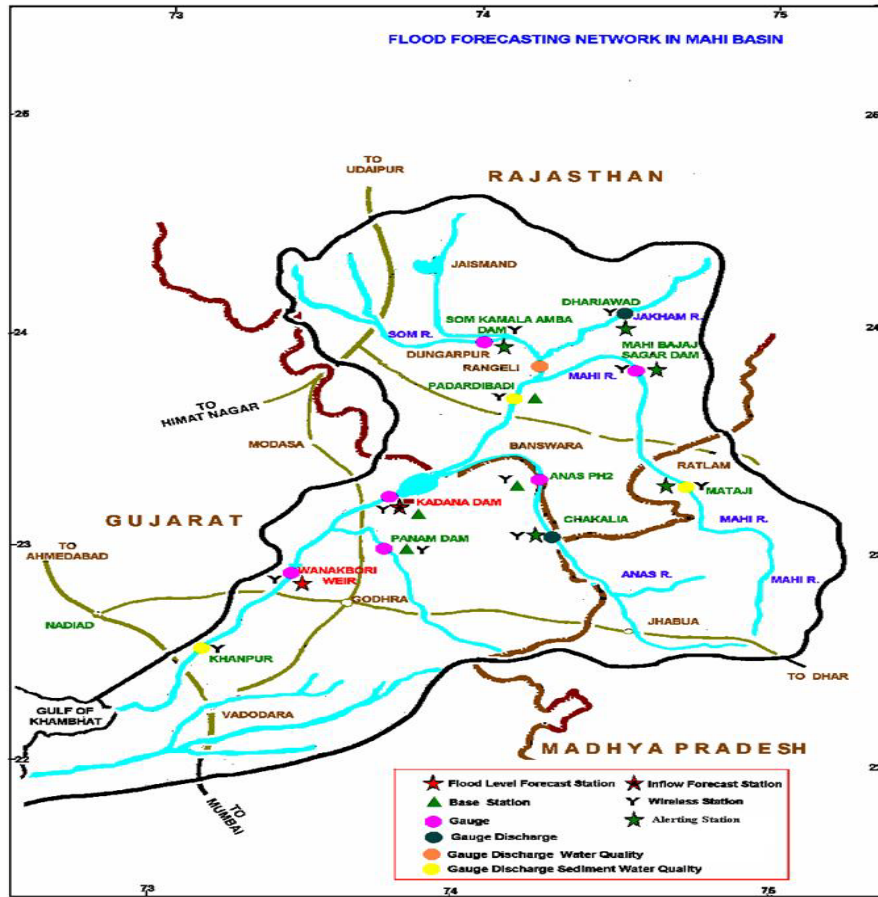 73
74
75
FLOOD FORECASTING NETWORK IN MAHI BASIN
25
25
TO
UDAIPUR
RAJASTHAN
JAISMAND
DHARIAWAD
SOM KAMALA AMBA
DAM
JAKHAM R.
24
24
SOM R.
MAHI BAJAJ
SAGAR DAM
DUNGARPUR
RANGELI
MAHI R.
PADARDIBADI
TO
HIMAT NAGAR
MODASA
BANSWARA
RATLAM
ANAS PH2
MATAJI
KADANA DAM
GUJARAT
CHAKALIA
MAHI R.
PANAM DAM
23
23
TO
AHMEDABAD
WANAKBORI
WEIR
ANAS R.
MAHI R.
GODHRA
NADIAD
JHABUA
KHANPUR
TO DHAR
GULF OF
KHAMBHAT
VADODARA
MADHYA PRADESH
22
TO
MUMBAI
Flood Level Forecast Station
Inflow Forecast Station
Base Station
Wireless Station
Gauge
Alerting Station
Gauge Discharge
Gauge Discharge Water Quality
Gauge Discharge Sediment Water Quality
73
74
75